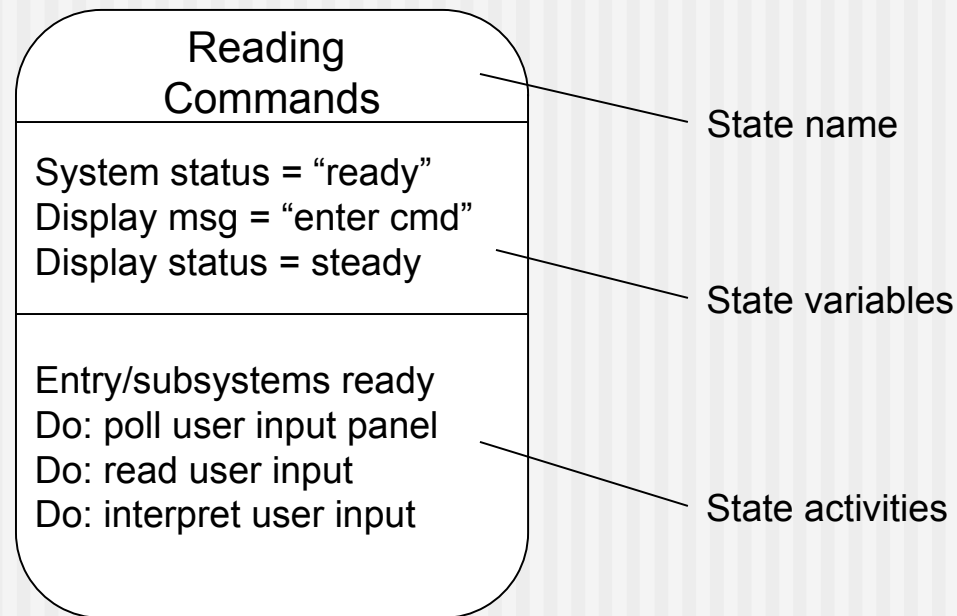 Reading
Commands
State name
System status = “ready”
Display msg = “enter cmd”
Display status = steady
State variables
Entry/subsystems ready
Do: poll user input panel
Do: read user input
Do: interpret user input
State activities